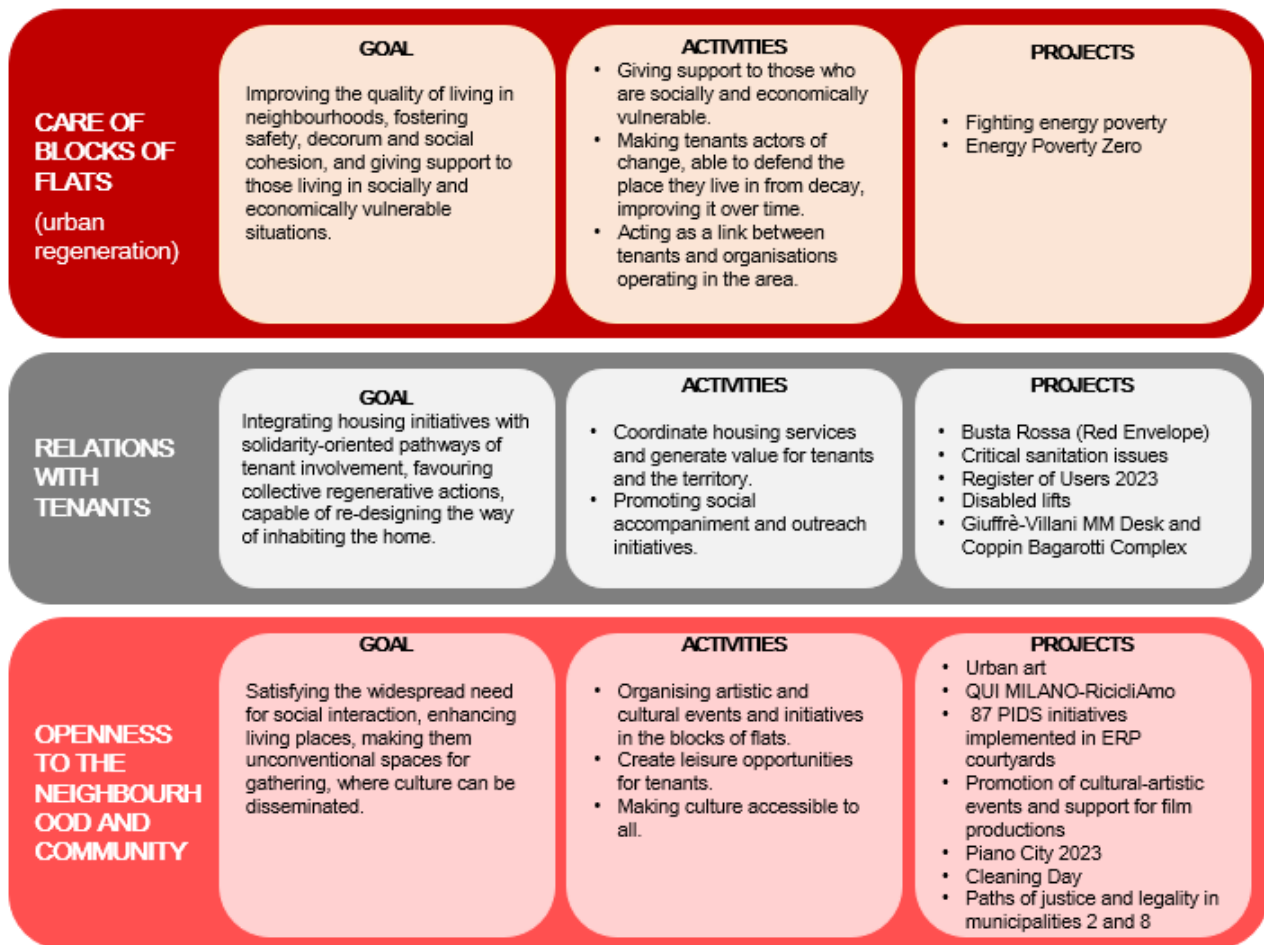 CARE OF
BLOCKS OF
FLATS
(urban
regeneration)
GOAL
Improving the quality of living in
neighbourhoods, fostering
safety, decorum and social
cohesion, and giving support to
those living in socially and
economically vulnerable
situations.
ACTIVITIES
• Giving support to those who
are socially and economically
vulnerable.
• Making tenants actors of
change, able to defend the
place they live in from decay,
improving it over time.
• Acting as a link between
tenants and organisations
operating in the area.
PROJECTS
• Fighting energy poverty
• Energy Poverty Zero
RELATIONS
WITH
TENANTS
GOAL
Integrating housing initiatives with
solidarity-oriented pathways of
tenant involvement, favouring
collective regenerative actions,
capable of re-designing the way
of inhabiting the home.
ACTIVITIES
• Coordinate housing services
and generate value for tenants
and the territory.
• Promoting social
accompaniment and outreach
initiatives.
PROJECTS
• Busta Rossa (Red Envelope)
• Critical sanitation issues
• Register of Users 2023
• Disabled lifts
• Giuffrè-Villani MM Desk and
Coppin Bagarotti Complex
OPENNESS
TO THE
NEIGHBOURH
OOD AND
COMMUNITY
GOAL
Satisfying the widespread need
for social interaction, enhancing
living places, making them
unconventional spaces for
gathering, where culture can be
disseminated.
ACTIVITIES
• Organising artistic and
cultural events and initiatives
in the blocks of flats.
• Create leisure opportunities
for tenants.
• Making culture accessible to
all.
PROJECTS
• Urban art
• QUI MILANO-RicicliAmo
• 87 PIDS initiatives
implemented in ERP
courtyards
• Promotion of cultural-artistic
events and support for film
productions
• Piano City 2023
• Cleaning Day
• Paths of justice and legality in
municipalities 2 and 8